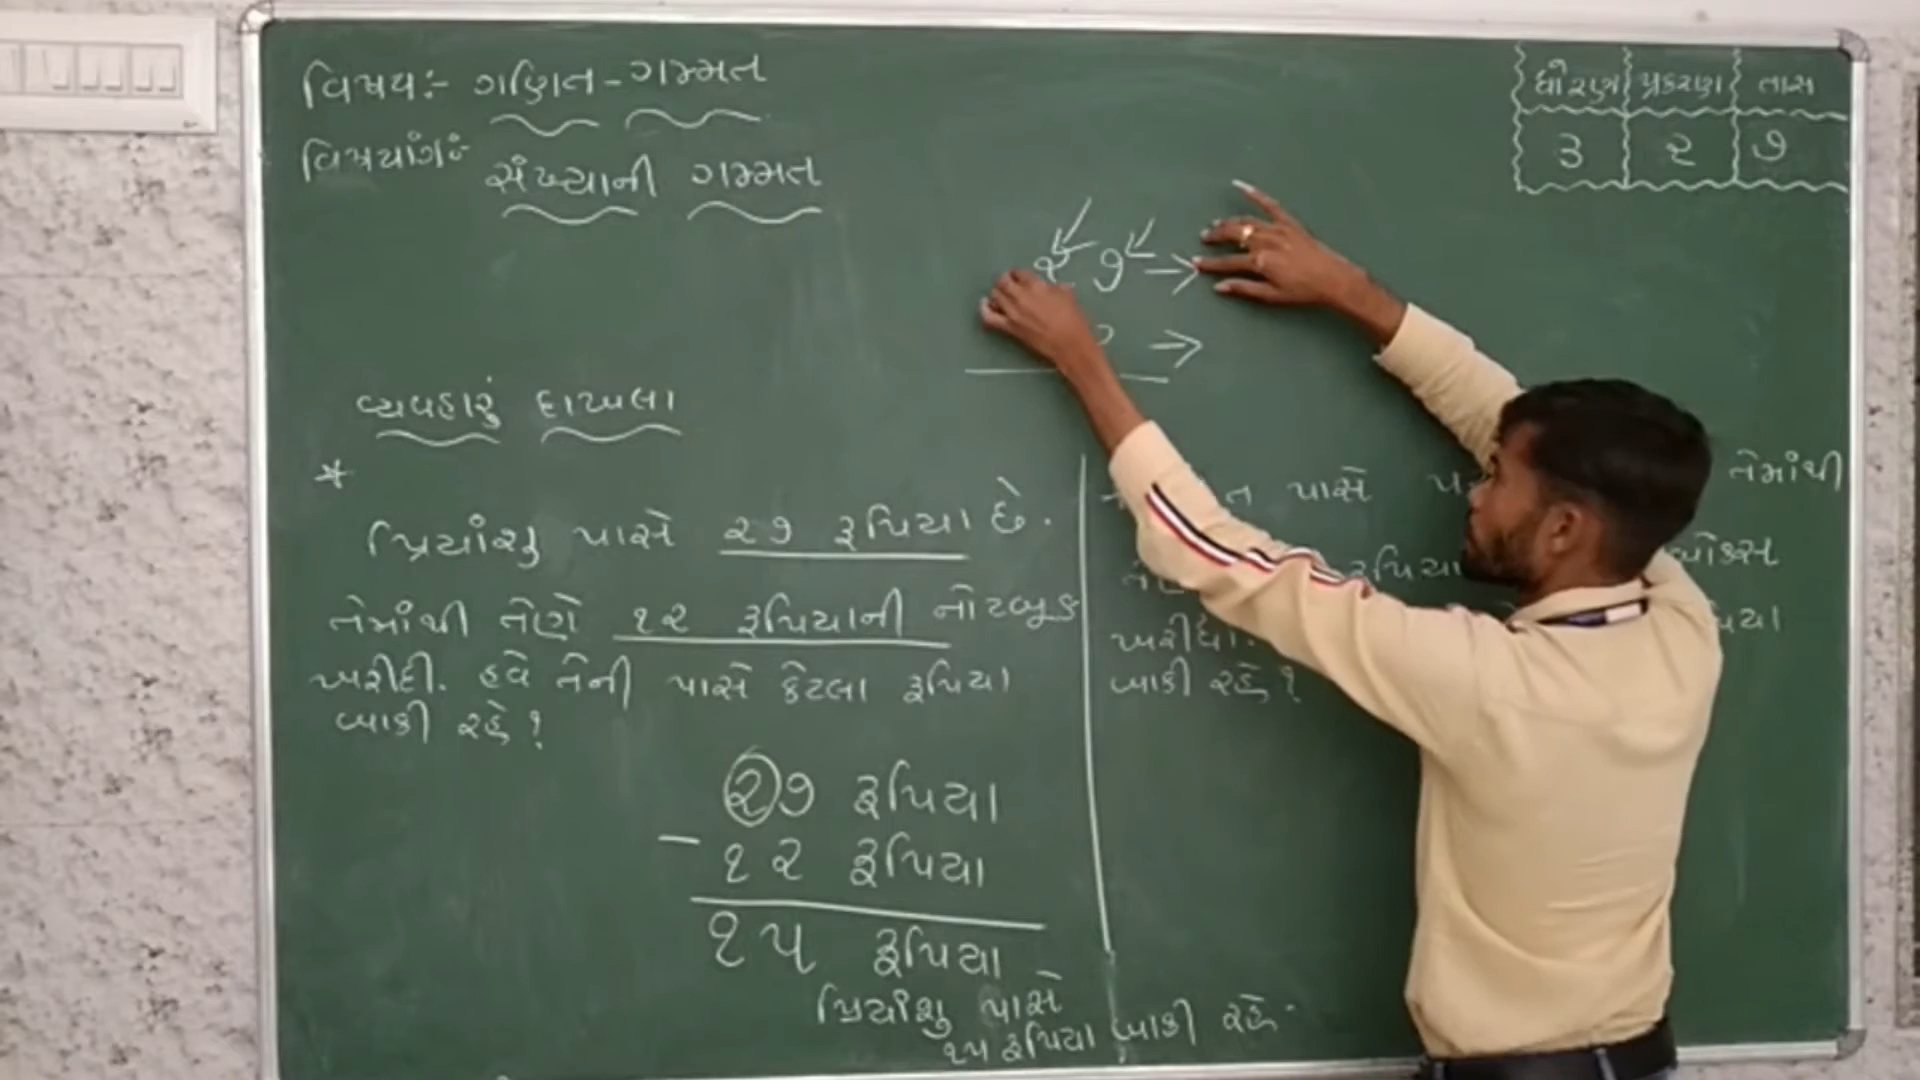 વિષય:- ગણિત-ગમ્મત
વિષયાંગ:
સંખ્યાની ગમ્મત
ધોરણ પ્રકરણ તાસ
૩ ૨ ૭
૭
વ્યવહારું દાખલા
*
પ્રિયાંશુ પાસે ૨૭ રૂપિયા છે.
તેમાંથી તેણે ૧૨ રૂપિયાની નોટબૂક
ખરીદી. હવે તેની પાસે કેટલા રૂપિયા
બાકી રહે?
૨૭ રૂપિયા
- ૧૨ રૂપિયા
૧૫ રૂપિયા
પ્રિયાંશુ પાસે
૧૫ રૂપિયા બાકી રહે.
પાસે તેમાંથી
રૂપિયા બોક્સ
ખરીદ્યા.
બાકી રહે?